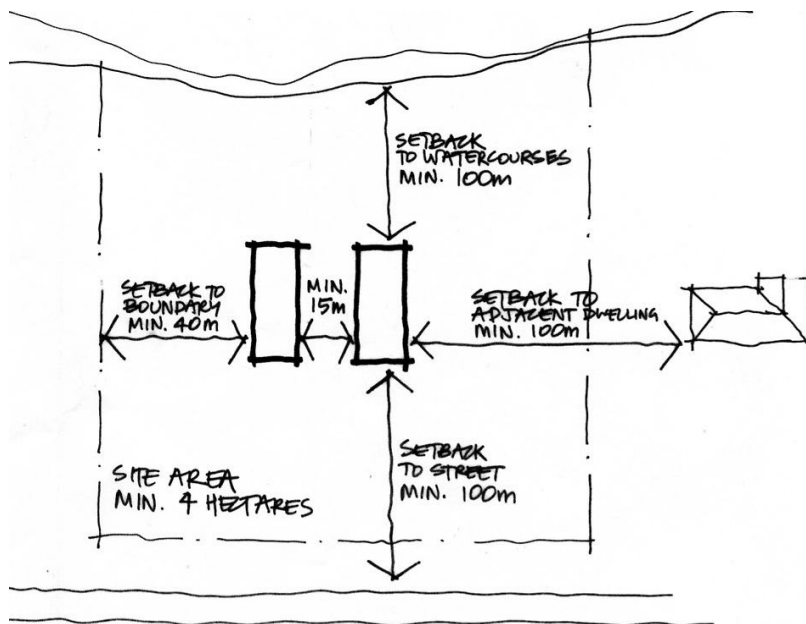 SETBACK
TO WATERCOURSES
MIN. 100m
SETBACK TO
BOUNDARY
MIN. 40m
MIN.
15m
SETBACK TO
ADJACENT DWELLING
MIN. 100m
SETBACK
TO STREET
MIN. 100m
SITE AREA
MIN. 4 HECTARES